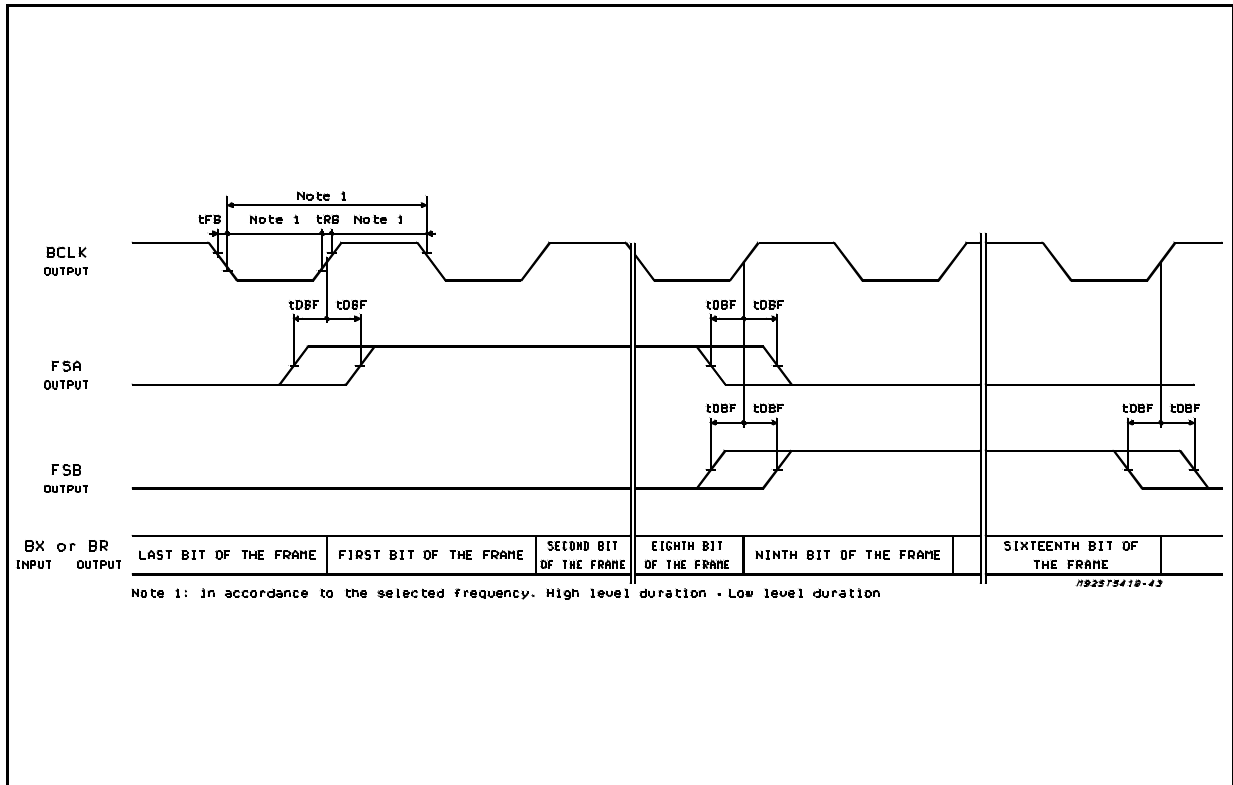 Note 1
tFB Note 1 tRB Note 1
BCLK
OUTPUT
tDBF tDBF tDBF tDBF
FSA
OUTPUT
tDBF tDBF tDBF tDBF
FSB
OUTPUT
BX or BR
INPUT OUTPUT
LAST BIT OF THE FRAME
FIRST BIT OF THE FRAME
SECOND BIT
OF THE FRAME
EIGHTH BIT
OF THE FRAME
NINTH BIT OF THE FRAME
SIXTEENTH BIT OF
THE FRAME
M92ST5410-43
Note 1: in accordance to the selected frequency. High level duration - Low level duration